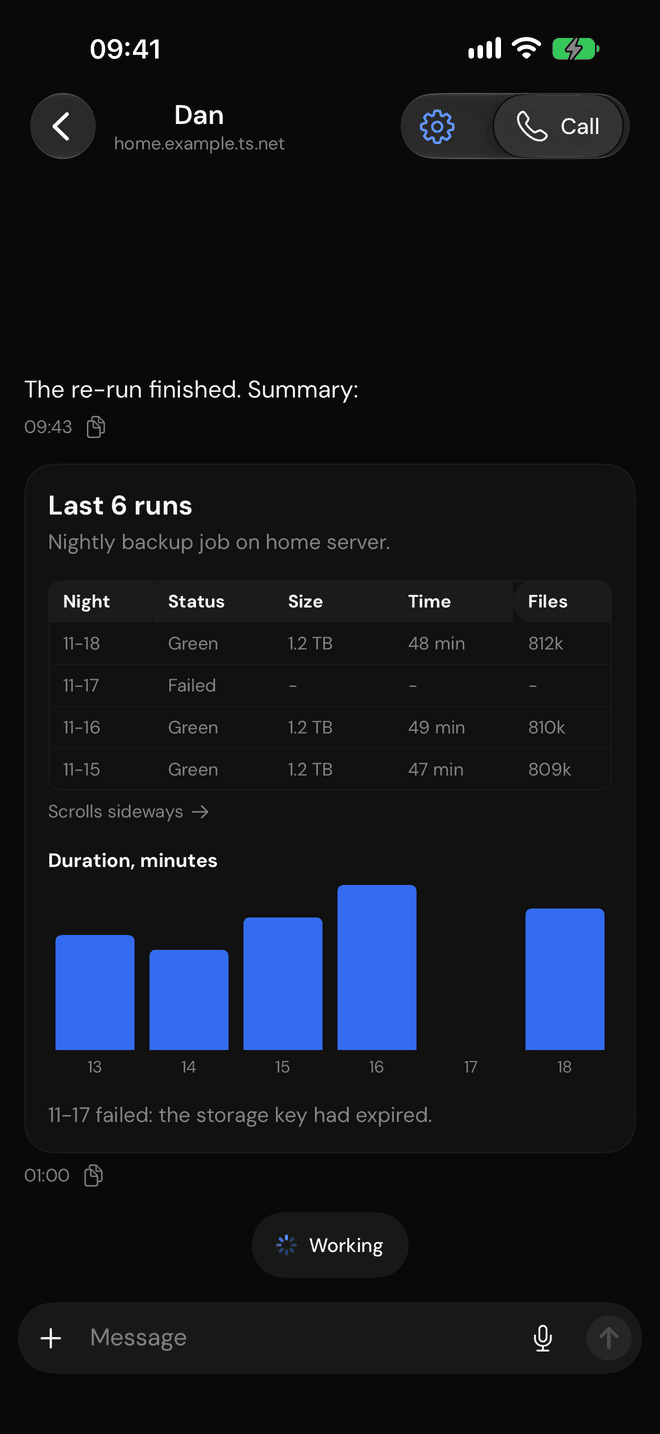 09:41
Dan
home.example.ts.net
Call
The re-run finished. Summary:
09:43
Last 6 runs
Nightly backup job on home server.
Night Status Size Time Files
11-18 Green 1.2 TB 48 min 812k
11-17 Failed - - -
11-16 Green 1.2 TB 49 min 810k
11-15 Green 1.2 TB 47 min 809k
Scrolls sideways →
Duration, minutes
13 14 15 16 17 18
11-17 failed: the storage key had expired.
01:00
Working
Message